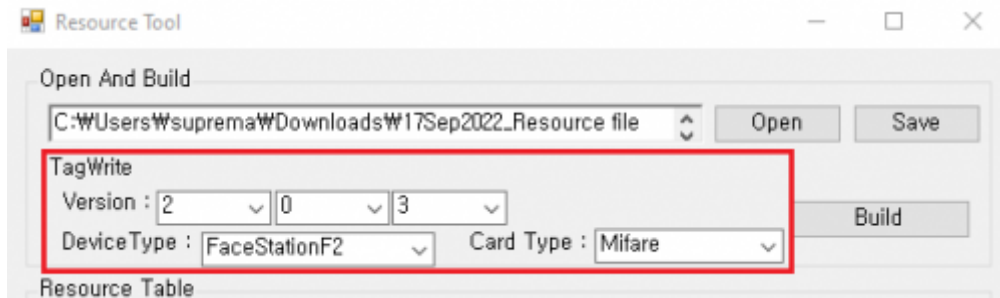 Resource Tool
Open And Build
C:₩Users₩suprema₩Downloads₩17Sep2022_Resource file Open Save
TagWrite
Version : 2 0 3
Build
DeviceType : FaceStationF2 Card Type : Mifare
Resource Table